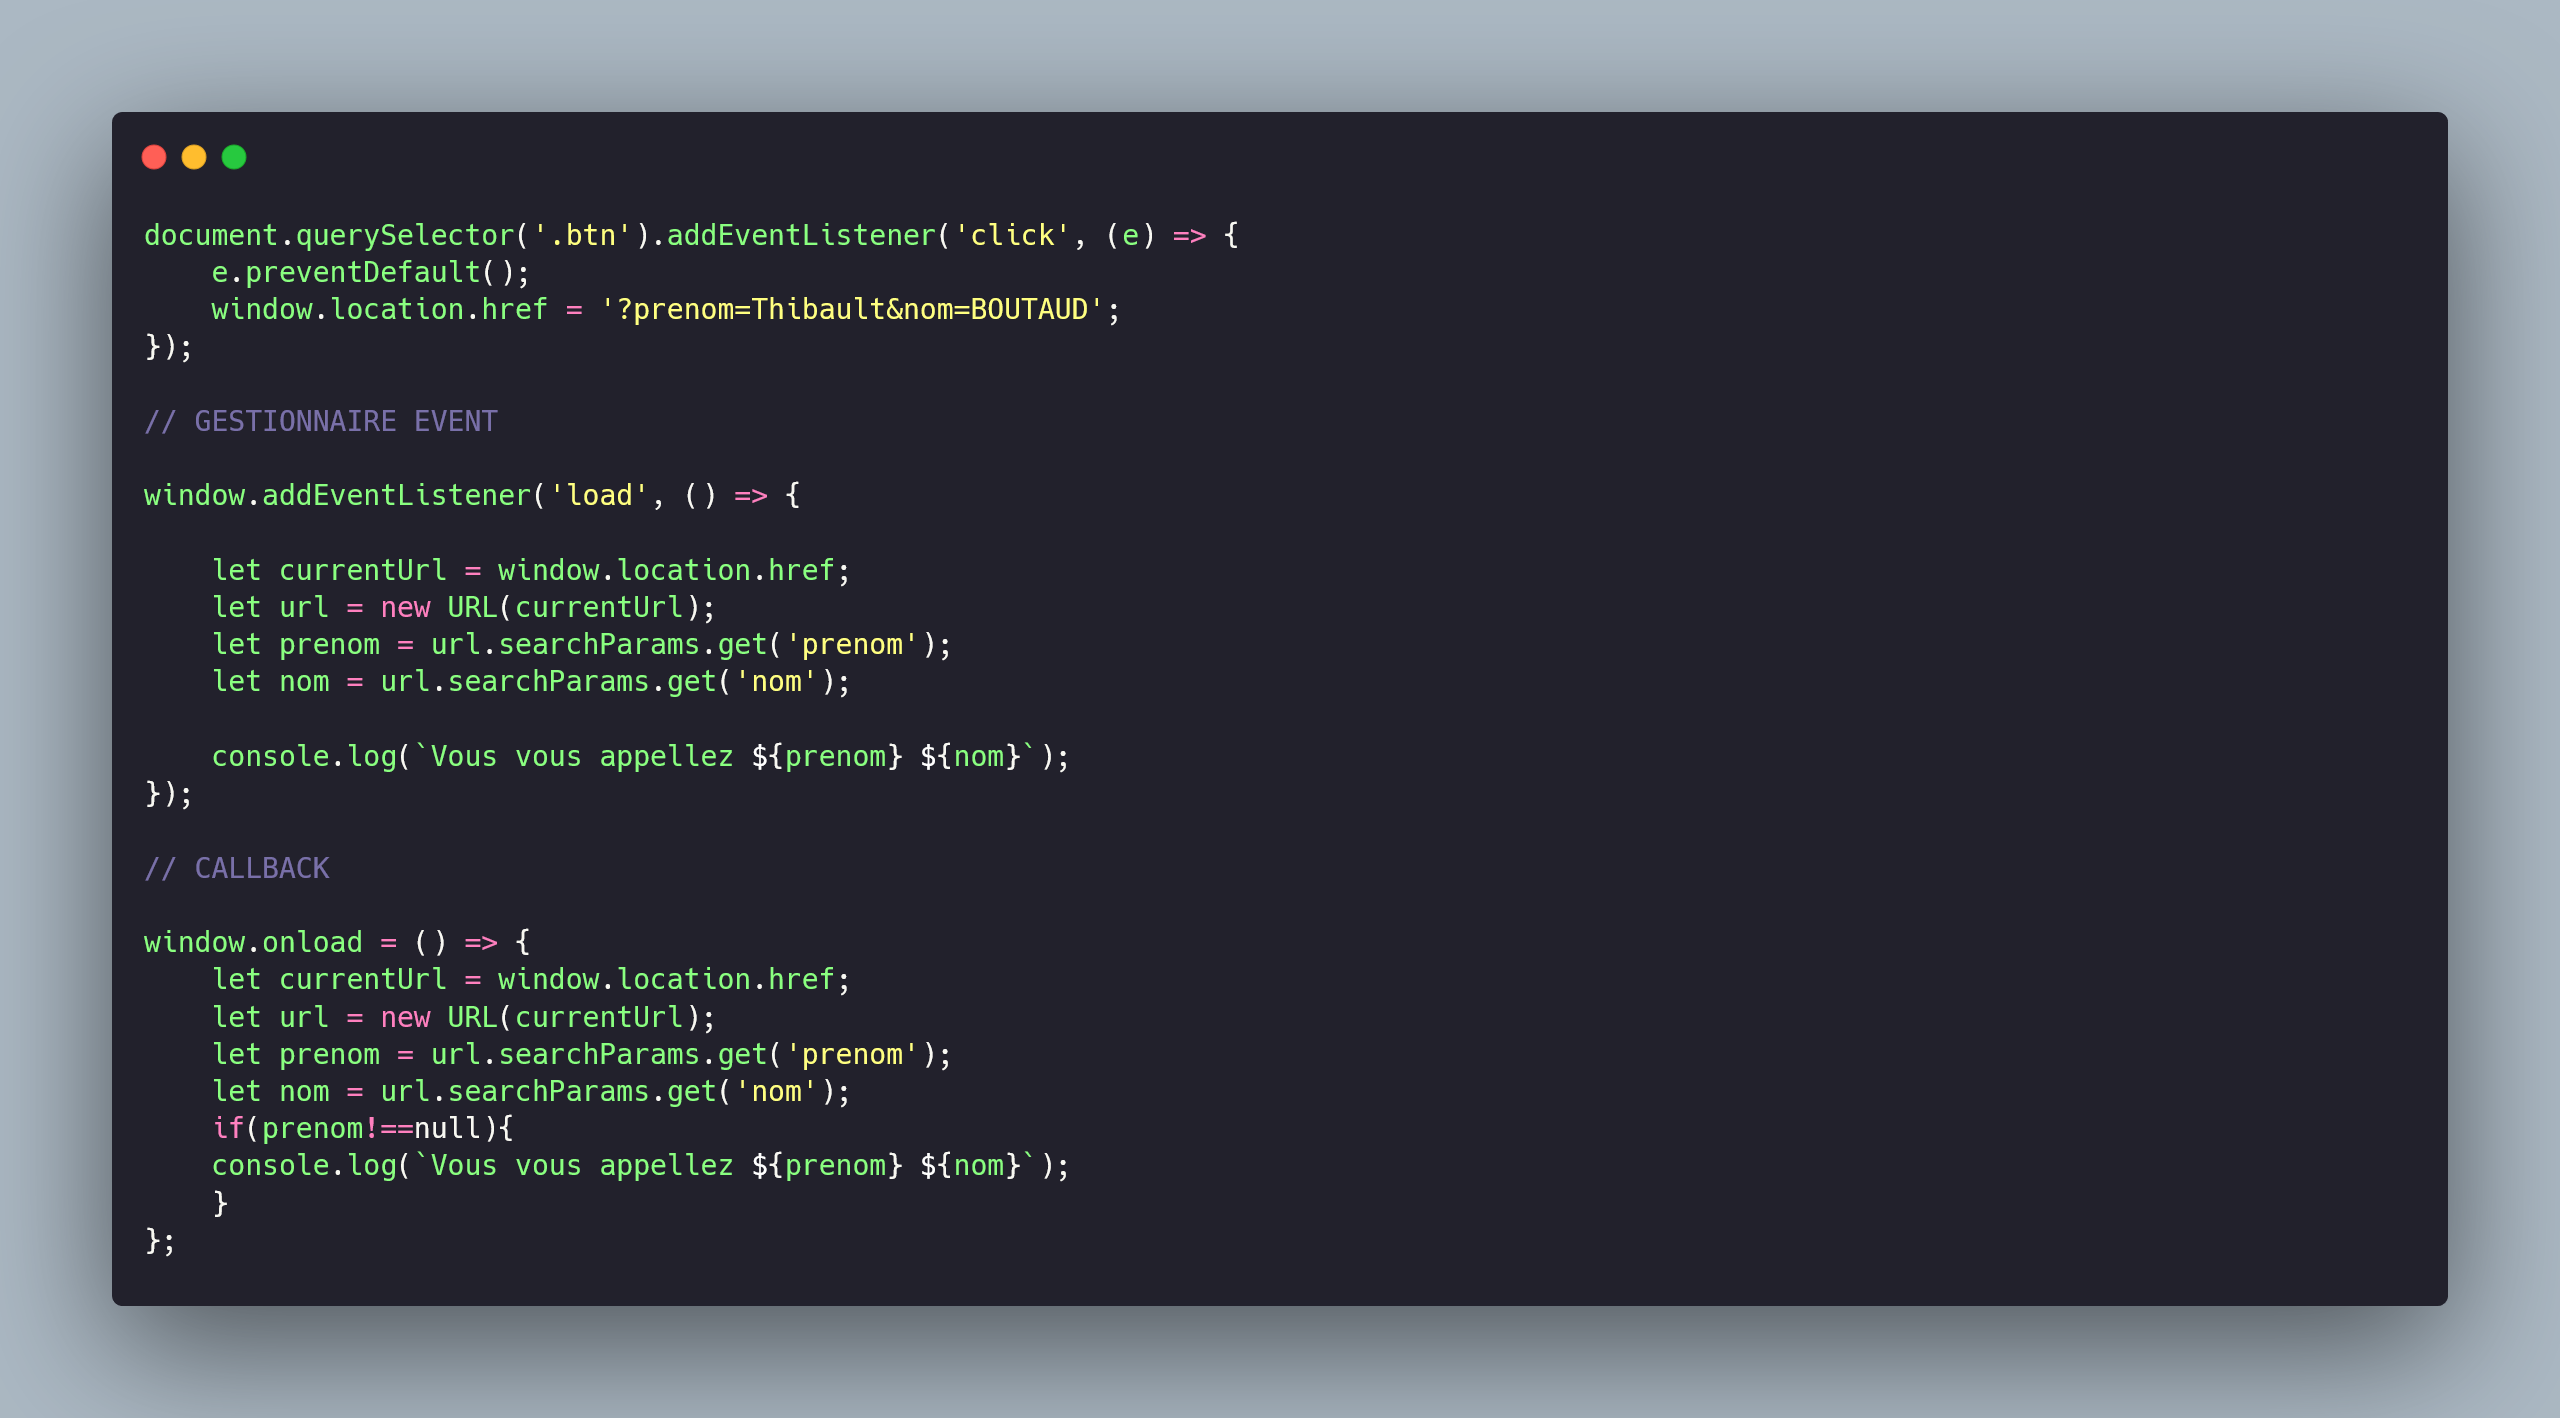 document.querySelector('.btn').addEventListener('click', (e) => {
    e.preventDefault();
    window.location.href = '?prenom=Thibault&nom=BOUTAUD';
});
// GESTIONNAIRE EVENT
window.addEventListener('load', () => {
    let currentUrl = window.location.href;
    let url = new URL(currentUrl);
    let prenom = url.searchParams.get('prenom');
    let nom = url.searchParams.get('nom');
    console.log(`Vous vous appellez ${prenom} ${nom}`);
});
// CALLBACK
window.onload = () => {
    let currentUrl = window.location.href;
    let url = new URL(currentUrl);
    let prenom = url.searchParams.get('prenom');
    let nom = url.searchParams.get('nom');
    if(prenom!==null){
    console.log(`Vous vous appellez ${prenom} ${nom}`);
    }
};